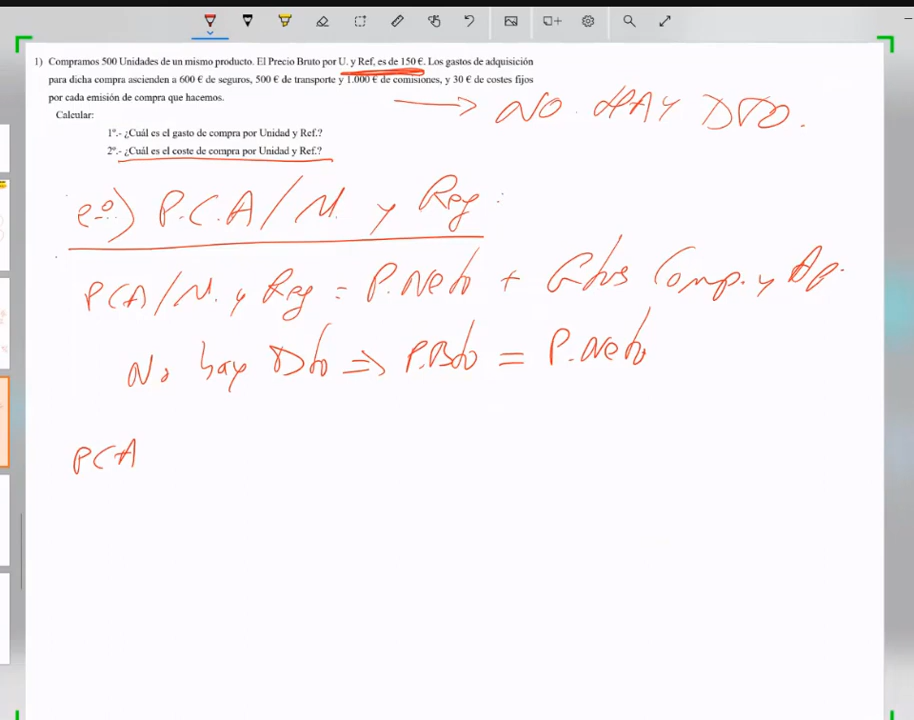 1) Compramos 500 Unidades de un mismo producto. El Precio Bruto por U. y Ref, es de 150 €. Los gastos de adquisición
para dicha compra ascienden a 600 € de seguros, 500 € de transporte y 1.000 € de comisiones, y 30 € de costes fijos
por cada emisión de compra que hacemos.
→ NO HAY DTO.
Calcular:
1º.- ¿Cuál es el gasto de compra por Unidad y Ref.?
2º.- ¿Cuál es el coste de compra por Unidad y Ref.?
P.C.A/M. y Reg:
PCA/M. y Reg = P.Neto + Gtos Comp. y Ap.
No hay Dto => P.Bto = P.Neto
PCA